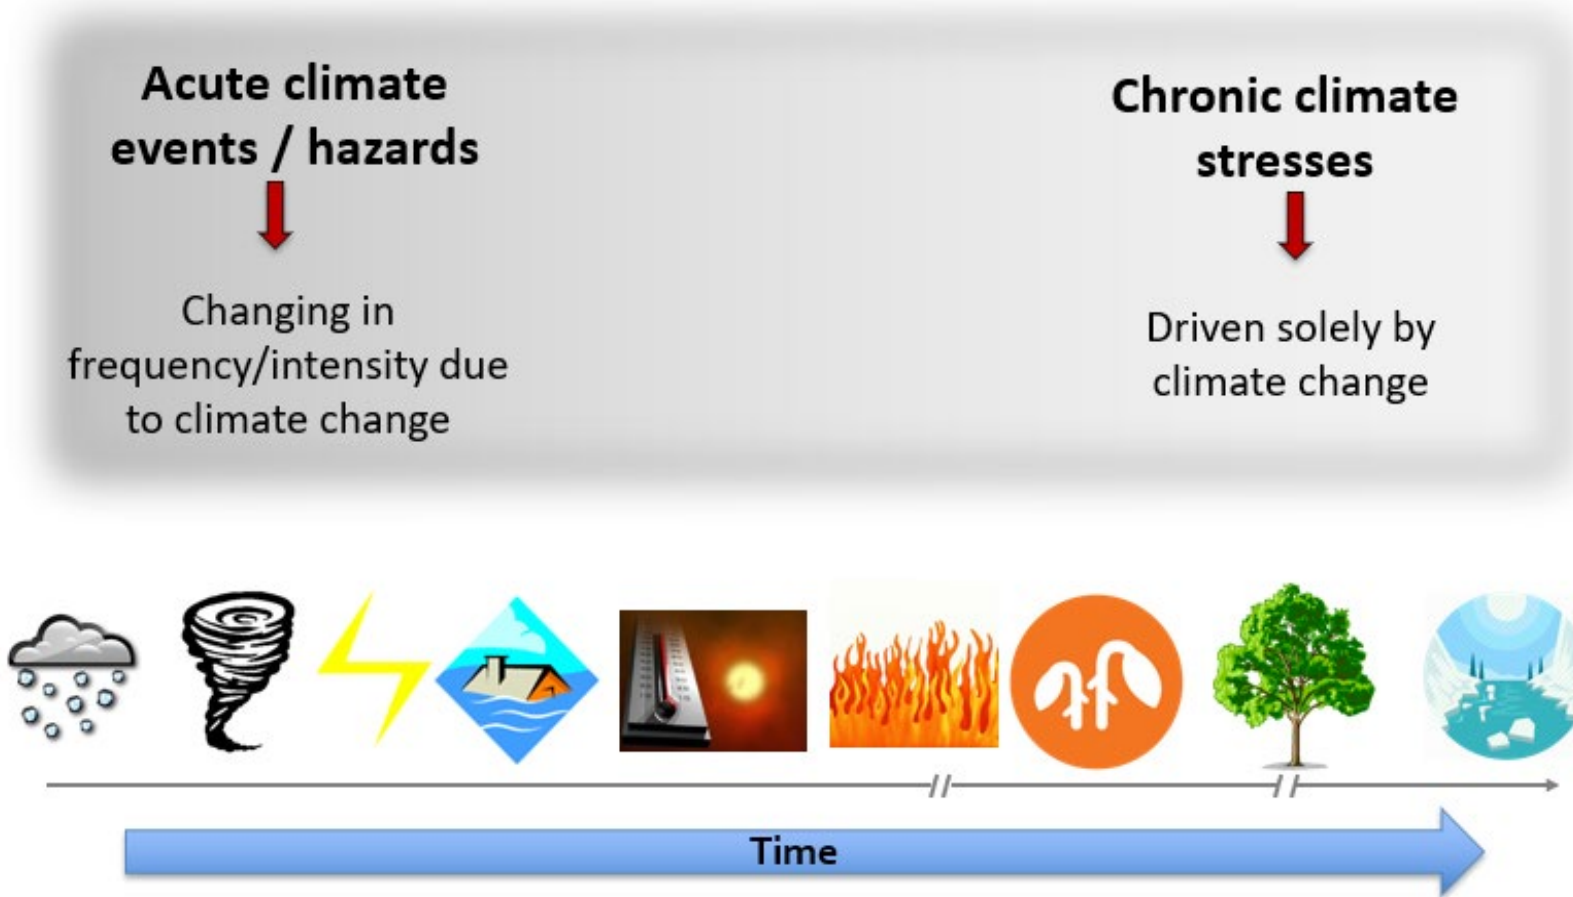 Acute climate
events / hazards
Changing in
frequency/intensity due
to climate change
Chronic climate
stresses
Driven solely by
climate change
Time